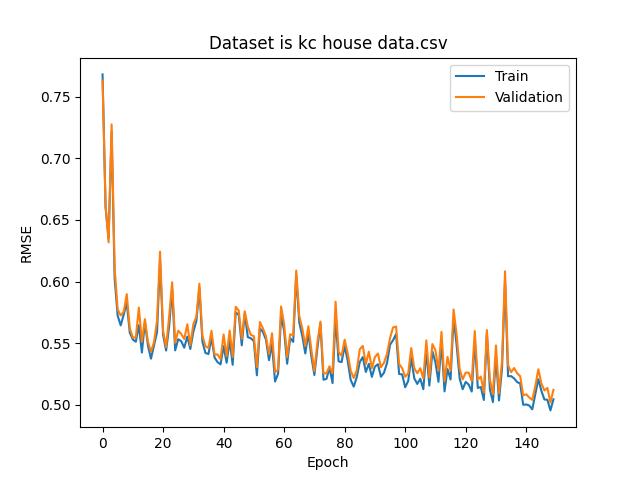 Dataset is kc house data.csv
Train
Validation
RMSE
0.75
0.70
0.65
0.60
0.55
0.50
0 20 40 60 80 100 120 140
Epoch